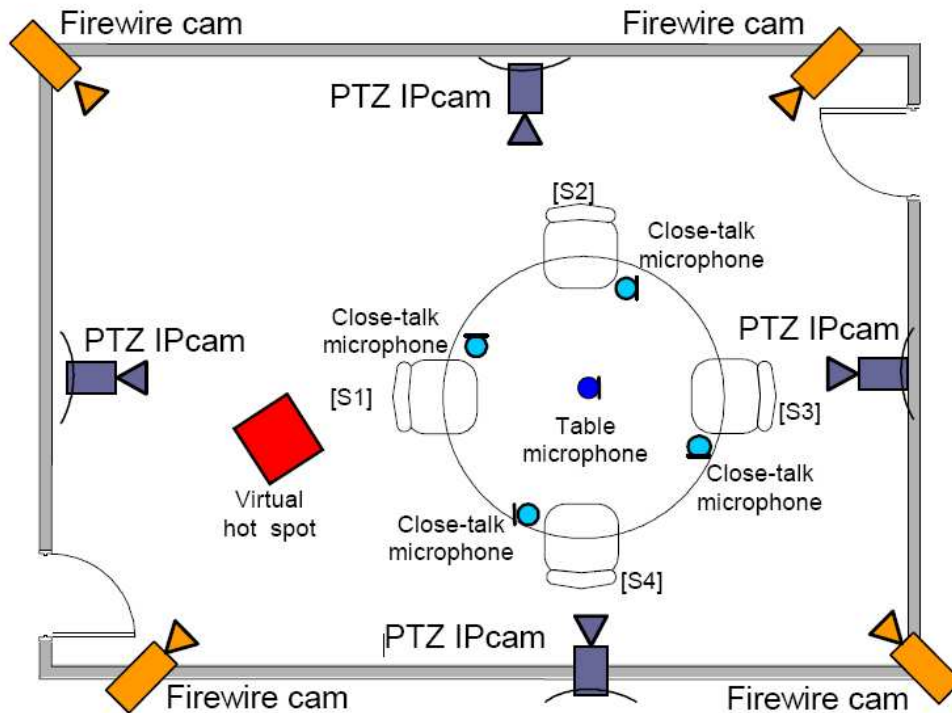 Firewire cam
Firewire cam
PTZ IPcam
[S2]
Close-talk
microphone
Close-talk
microphone
PTZ IPcam
PTZ IPcam
[S1]
[S3]
Table
microphone
Close-talk
microphone
Virtual
hot spot
Close-talk
microphone
[S4]
PTZ IPcam
Firewire cam
Firewire cam